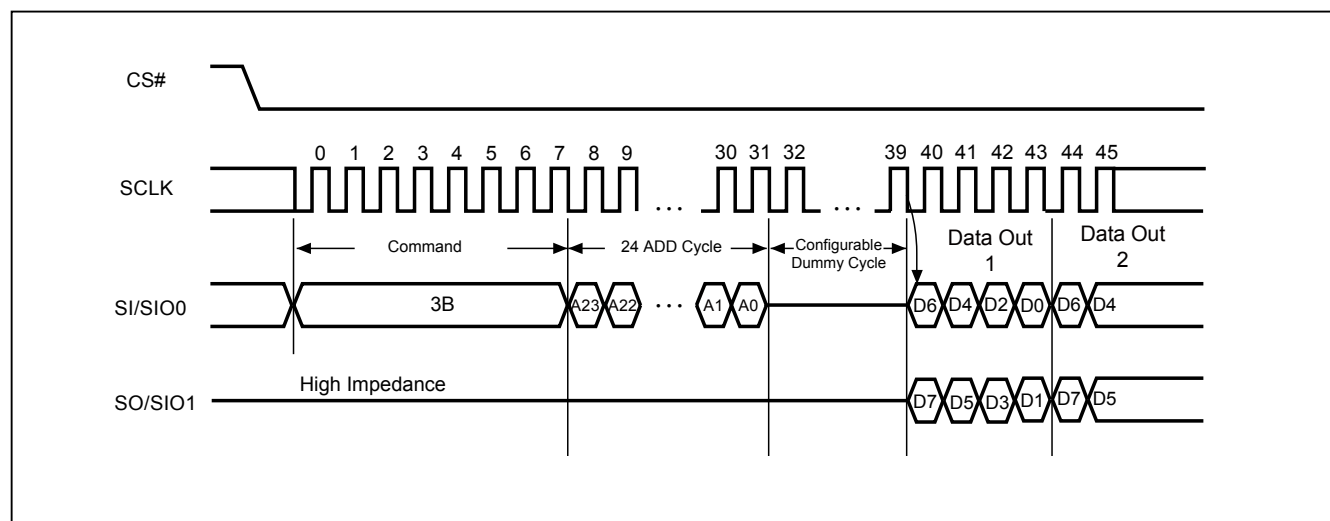 CS#
0 1 2 3 4 5 6 7 8 9 30 31 32 39 40 41 42 43 44 45
SCLK
... ...
Command 24 ADD Cycle Configurable Dummy Cycle Data Out 1 Data Out 2
SI/SIO0 3B A23 A22 ... A1 A0 D6 D4 D2 D0 D6 D4
High Impedance
SO/SIO1 D7 D5 D3 D1 D7 D5